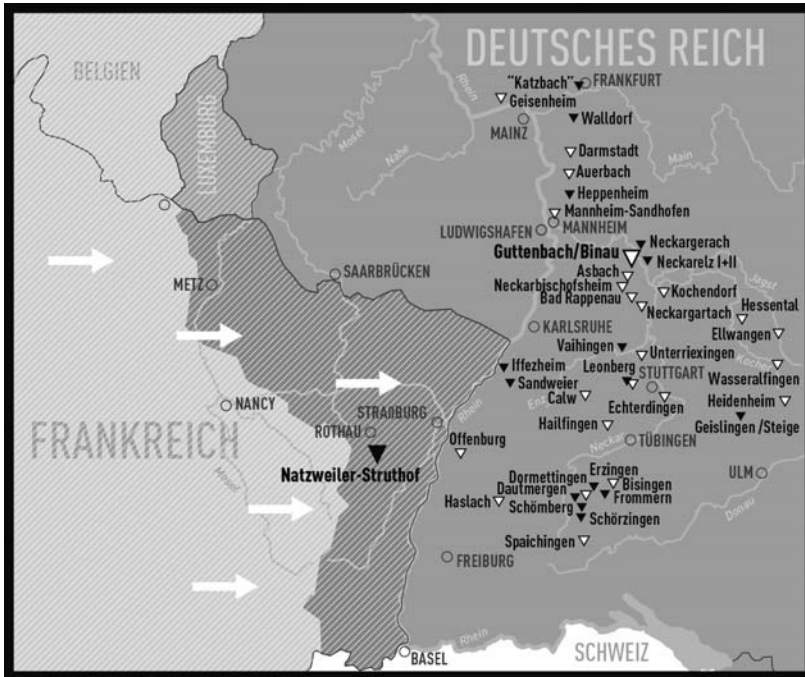 DEUTSCHES REICH
BELGIEN
LUXEMBURG
Rhein
"Katzbach"
FRANKFURT
Geisenheim
MAINZ
Walldorf
Mosel
Nahe
Main
Darmstadt
Auerbach
Heppenheim
Mannheim-Sandhofen
LUDWIGSHAFEN
MANNHEIM
Neckargerach
Guttenbach/Binau
Neckarelz I+II
Asbach
SAARBRÜCKEN
METZ
Neckarbischofsheim
Kochendorf
Jagst
Bad Rappenau
Hessental
Neckargartach
KARLSRUHE
Ellwangen
Vaihingen
Unterriexingen
Kocher
Iffezheim
Leonberg
STUTTGART
Wasseralfingen
Sandweier
Enz
Calw
Heidenheim
NANCY
Rhein
Echterdingen
STRAßBURG
Geislingen /Steige
FRANKREICH
ROTHAU
Hailfingen
Offenburg
Neckar
TÜBINGEN
Natzweiler-Struthof
Mosel
Erzingen
ULM
Dormettingen
Bisingen
Dautmergen
Frommern
Haslach
Schömberg
Donau
Schörzingen
Spaichingen
FREIBURG
Rhein
BASEL
SCHWEIZ